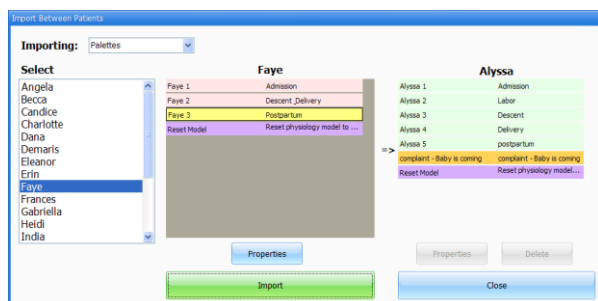 Import Between Patients
Importing: Palettes
Select Faye Alyssa
Angela
Becca
Candice
Charlotte
Dana
Demaris
Eleanor
Erin
Faye
Frances
Gabriella
Heidi
India
Faye 1 Admission
Faye 2 Descent_Delivery
Faye 3 Postpartum
Reset Model Reset physiology model to ...
=>
Alyssa 1 Admission
Alyssa 2 Labor
Alyssa 3 Descent
Alyssa 4 Delivery
Alyssa 5 postpartum
complaint - Baby is coming complaint - Baby is coming
Reset Model Reset physiology model...
Properties Properties Delete
Import Close